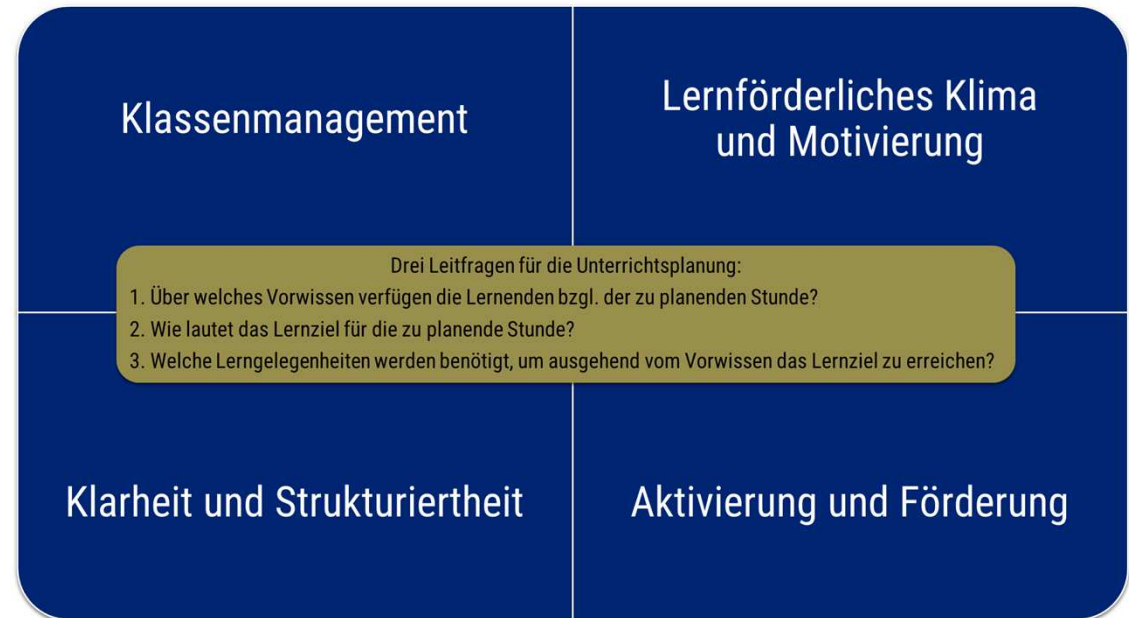 Klassenmanagement
Lernförderliches Klima
und Motivierung
Drei Leitfragen für die Unterrichtsplanung:
1. Über welches Vorwissen verfügen die Lernenden bzgl. der zu planenden Stunde?
2. Wie lautet das Lernziel für die zu planende Stunde?
3. Welche Lerngelegenheiten werden benötigt, um ausgehend vom Vorwissen das Lernziel zu erreichen?
Klarheit und Strukturiertheit
Aktivierung und Förderung